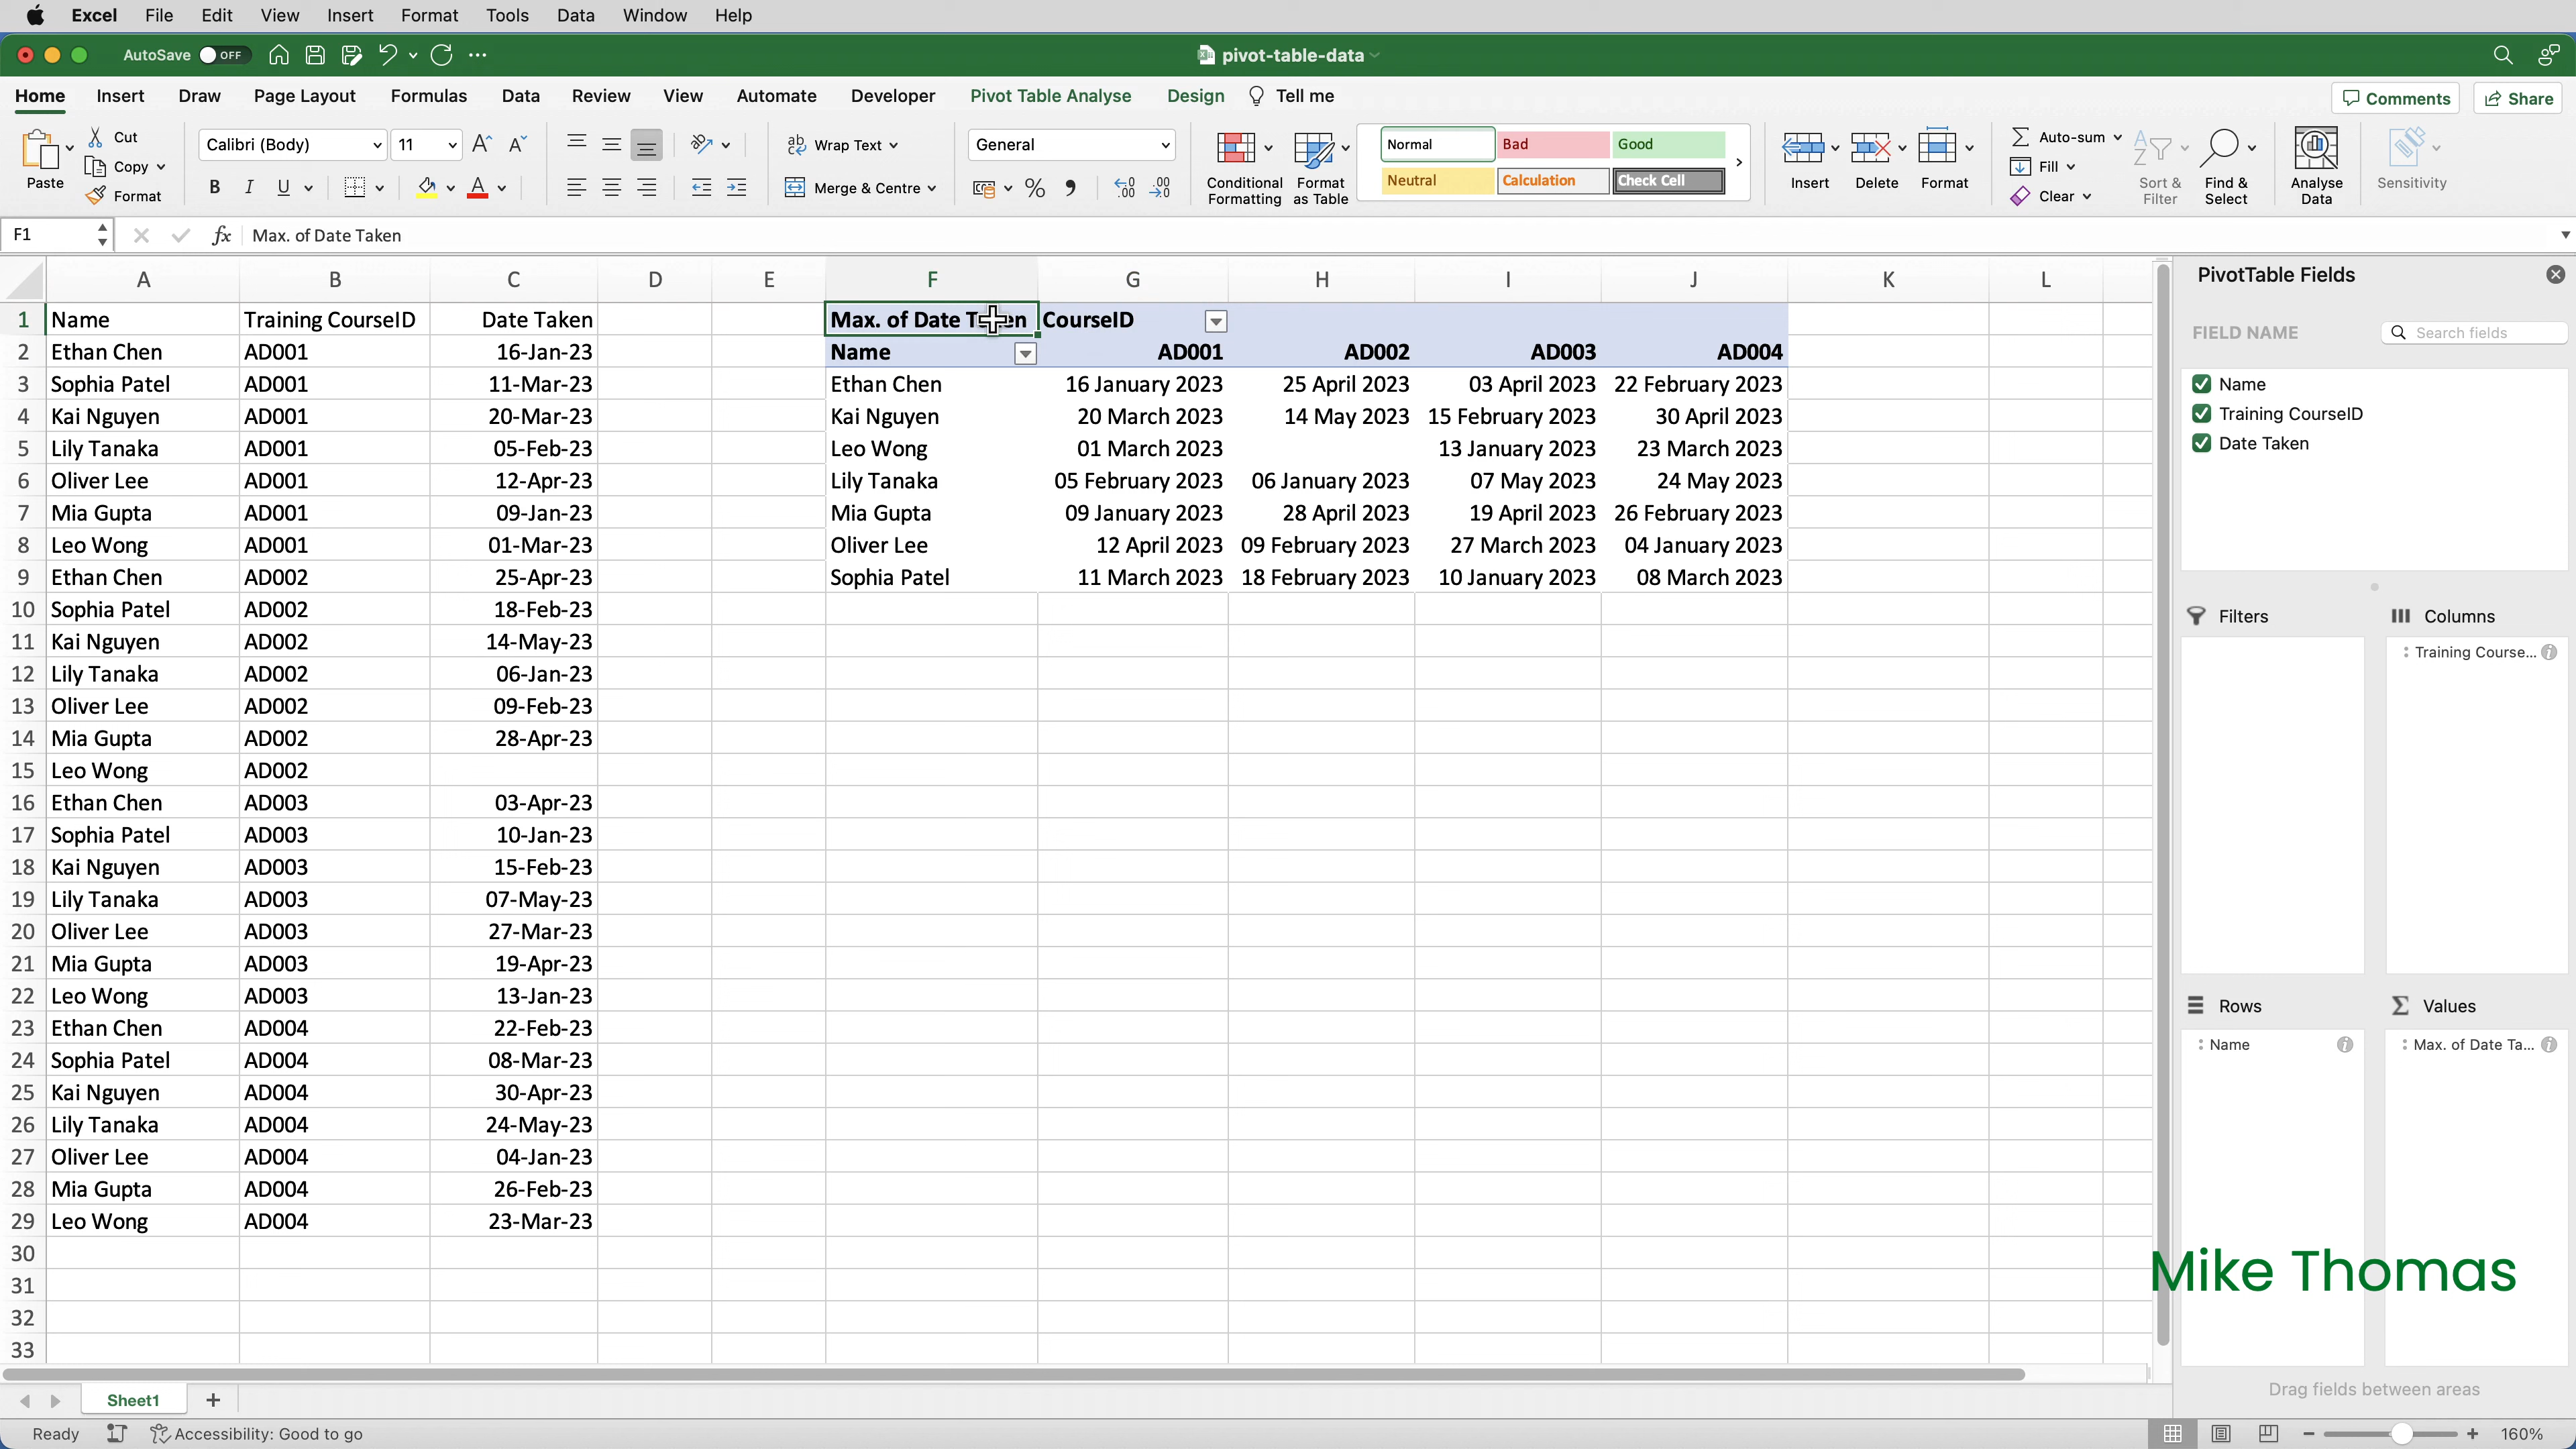 Excel File Edit View Insert Format Tools Data Window Help
AutoSave OFF pivot-table-data
Home Insert Draw Page Layout Formulas Data Review View Automate Developer Pivot Table Analyse Design Tell me Comments Share
Paste Cut Copy Format
Calibri (Body) 11
Wrap Text
Merge & Centre
General
Conditional Formatting
Format as Table
Normal Bad Good
Neutral Calculation Check Cell
Insert Delete Format
Auto-sum
Fill
Clear
Sort & Filter
Find & Select
Analyse Data
Sensitivity
F1 fx Max. of Date Taken
A B C D E F G H I J K L
1 Name Training CourseID Date Taken Max. of Date Taken CourseID
2 Ethan Chen AD001 16-Jan-23 Name AD001 AD002 AD003 AD004
3 Sophia Patel AD001 11-Mar-23 Ethan Chen 16 January 2023 25 April 2023 03 April 2023 22 February 2023
4 Kai Nguyen AD001 20-Mar-23 Kai Nguyen 20 March 2023 14 May 2023 15 February 2023 30 April 2023
5 Lily Tanaka AD001 05-Feb-23 Leo Wong 01 March 2023 13 January 2023 23 March 2023
6 Oliver Lee AD001 12-Apr-23 Lily Tanaka 05 February 2023 06 January 2023 07 May 2023 24 May 2023
7 Mia Gupta AD001 09-Jan-23 Mia Gupta 09 January 2023 28 April 2023 19 April 2023 26 February 2023
8 Leo Wong AD001 01-Mar-23 Oliver Lee 12 April 2023 09 February 2023 27 March 2023 04 January 2023
9 Ethan Chen AD002 25-Apr-23 Sophia Patel 11 March 2023 18 February 2023 10 January 2023 08 March 2023
10 Sophia Patel AD002 18-Feb-23
11 Kai Nguyen AD002 14-May-23
12 Lily Tanaka AD002 06-Jan-23
13 Oliver Lee AD002 09-Feb-23
14 Mia Gupta AD002 28-Apr-23
15 Leo Wong AD002
16 Ethan Chen AD003 03-Apr-23
17 Sophia Patel AD003 10-Jan-23
18 Kai Nguyen AD003 15-Feb-23
19 Lily Tanaka AD003 07-May-23
20 Oliver Lee AD003 27-Mar-23
21 Mia Gupta AD003 19-Apr-23
22 Leo Wong AD003 13-Jan-23
23 Ethan Chen AD004 22-Feb-23
24 Sophia Patel AD004 08-Mar-23
25 Kai Nguyen AD004 30-Apr-23
26 Lily Tanaka AD004 24-May-23
27 Oliver Lee AD004 04-Jan-23
28 Mia Gupta AD004 26-Feb-23
29 Leo Wong AD004 23-Mar-23
30
31
32
33
PivotTable Fields
FIELD NAME Search fields
Name
Training CourseID
Date Taken
Filters Columns
Training Course...
Rows Values
Name Max. of Date Ta...
Mike Thomas
Drag fields between areas
Sheet1
Ready Accessibility: Good to go 160%